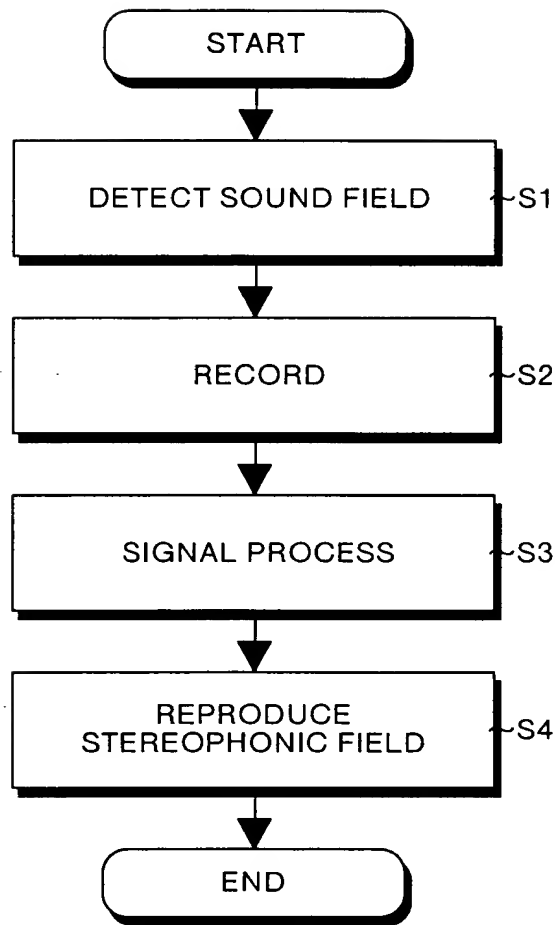 START
DETECT SOUND FIELD
S1
RECORD
S2
SIGNAL PROCESS
S3
REPRODUCE
STEREOPHONIC FIELD
S4
END